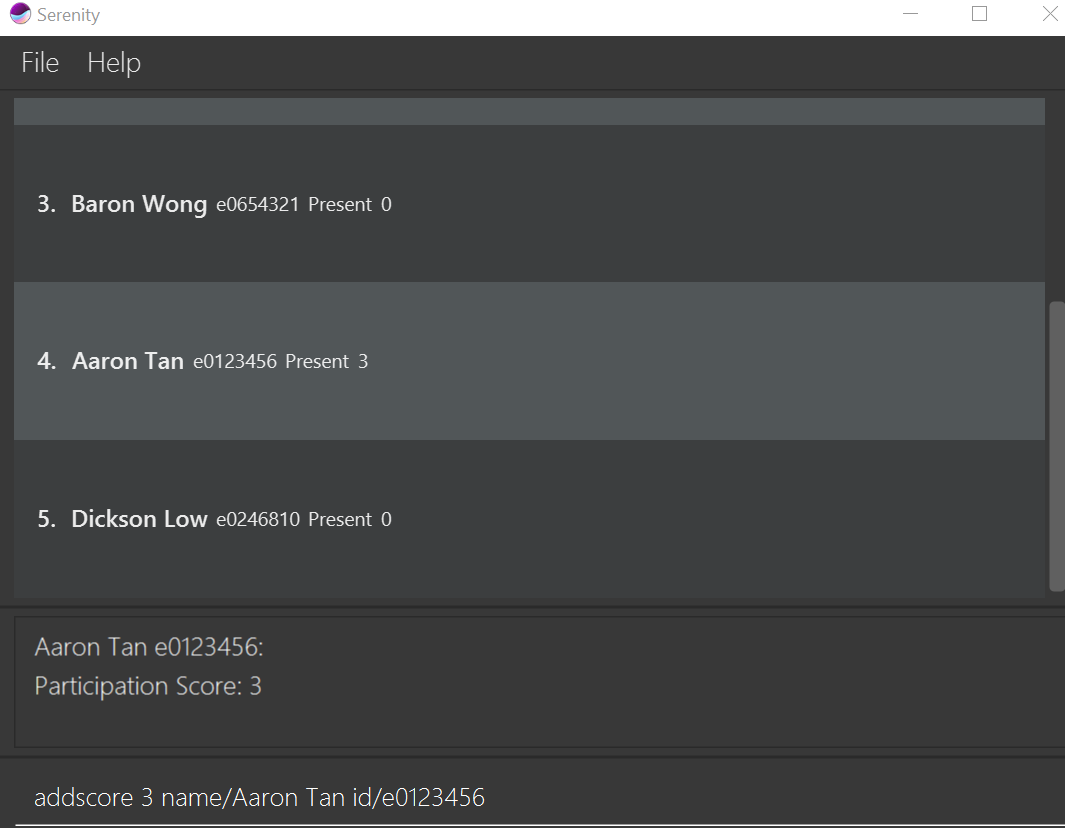 Serenity
File Help
3. Baron Wong e0654321 Present 0
4. Aaron Tan e0123456 Present 3
5. Dickson Low e0246810 Present 0
Aaron Tan e0123456:
Participation Score: 3
addscore 3 name/Aaron Tan id/e0123456